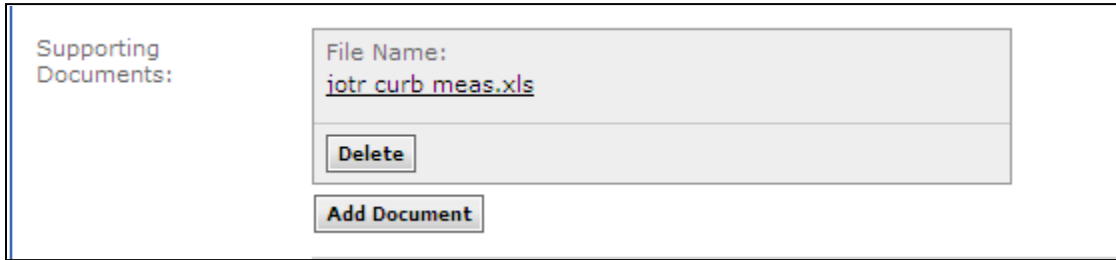 Supporting
Documents:
File Name:
jotr curb meas.xls
Delete
Add Document